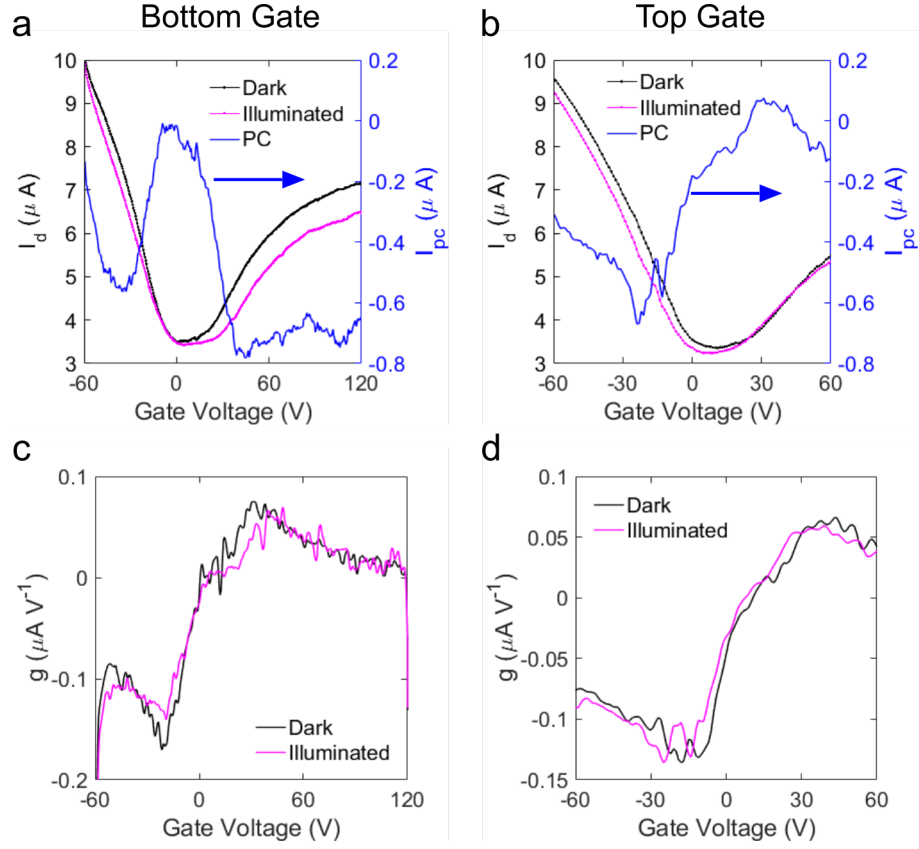 Bottom Gate
Top Gate
a
10
9
8
7
6
5
4
3
I_d (μ A)
Dark
Illuminated
PC
0.2
0
-0.2
-0.4
-0.6
-0.8
I_pc (μ A)
-60
0
60
120
Gate Voltage (V)
b
10
9
8
7
6
5
4
3
I_d (μ A)
Dark
Illuminated
PC
0.2
0
-0.2
-0.4
-0.6
-0.8
I_pc (μ A)
-60
-30
0
30
60
Gate Voltage (V)
c
0.1
0
-0.1
-0.2
g (μA V⁻¹)
Dark
Illuminated
-60
0
60
120
Gate Voltage (V)
d
0.1
0.05
0
-0.05
-0.1
-0.15
g (μA V⁻¹)
Dark
Illuminated
-60
-30
0
30
60
Gate Voltage (V)